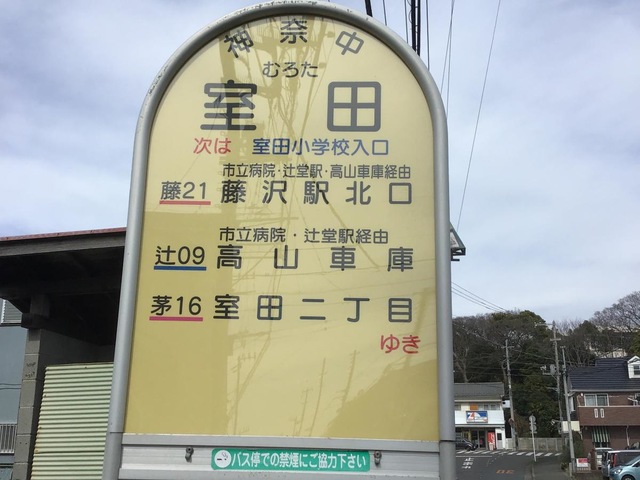 神奈中
むろた
室田
次は 室田小学校入口
市立病院・辻堂駅・高山車庫経由
藤21 藤沢駅北口
市立病院・辻堂駅経由
辻09 高山車庫
茅16 室田二丁目
ゆき
バス停での禁煙にご協力下さい